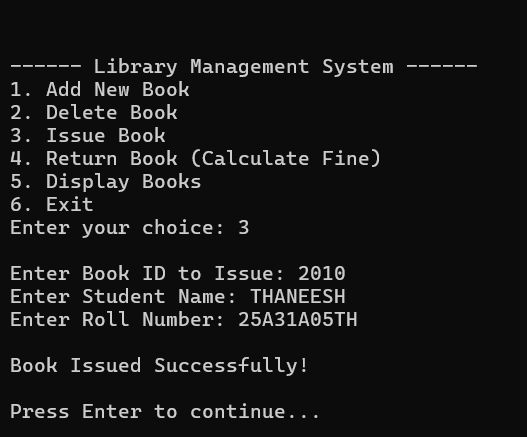 ------ Library Management System ------
1. Add New Book
2. Delete Book
3. Issue Book
4. Return Book (Calculate Fine)
5. Display Books
6. Exit
Enter your choice: 3
Enter Book ID to Issue: 2010
Enter Student Name: THANEESH
Enter Roll Number: 25A31A05TH
Book Issued Successfully!
Press Enter to continue...